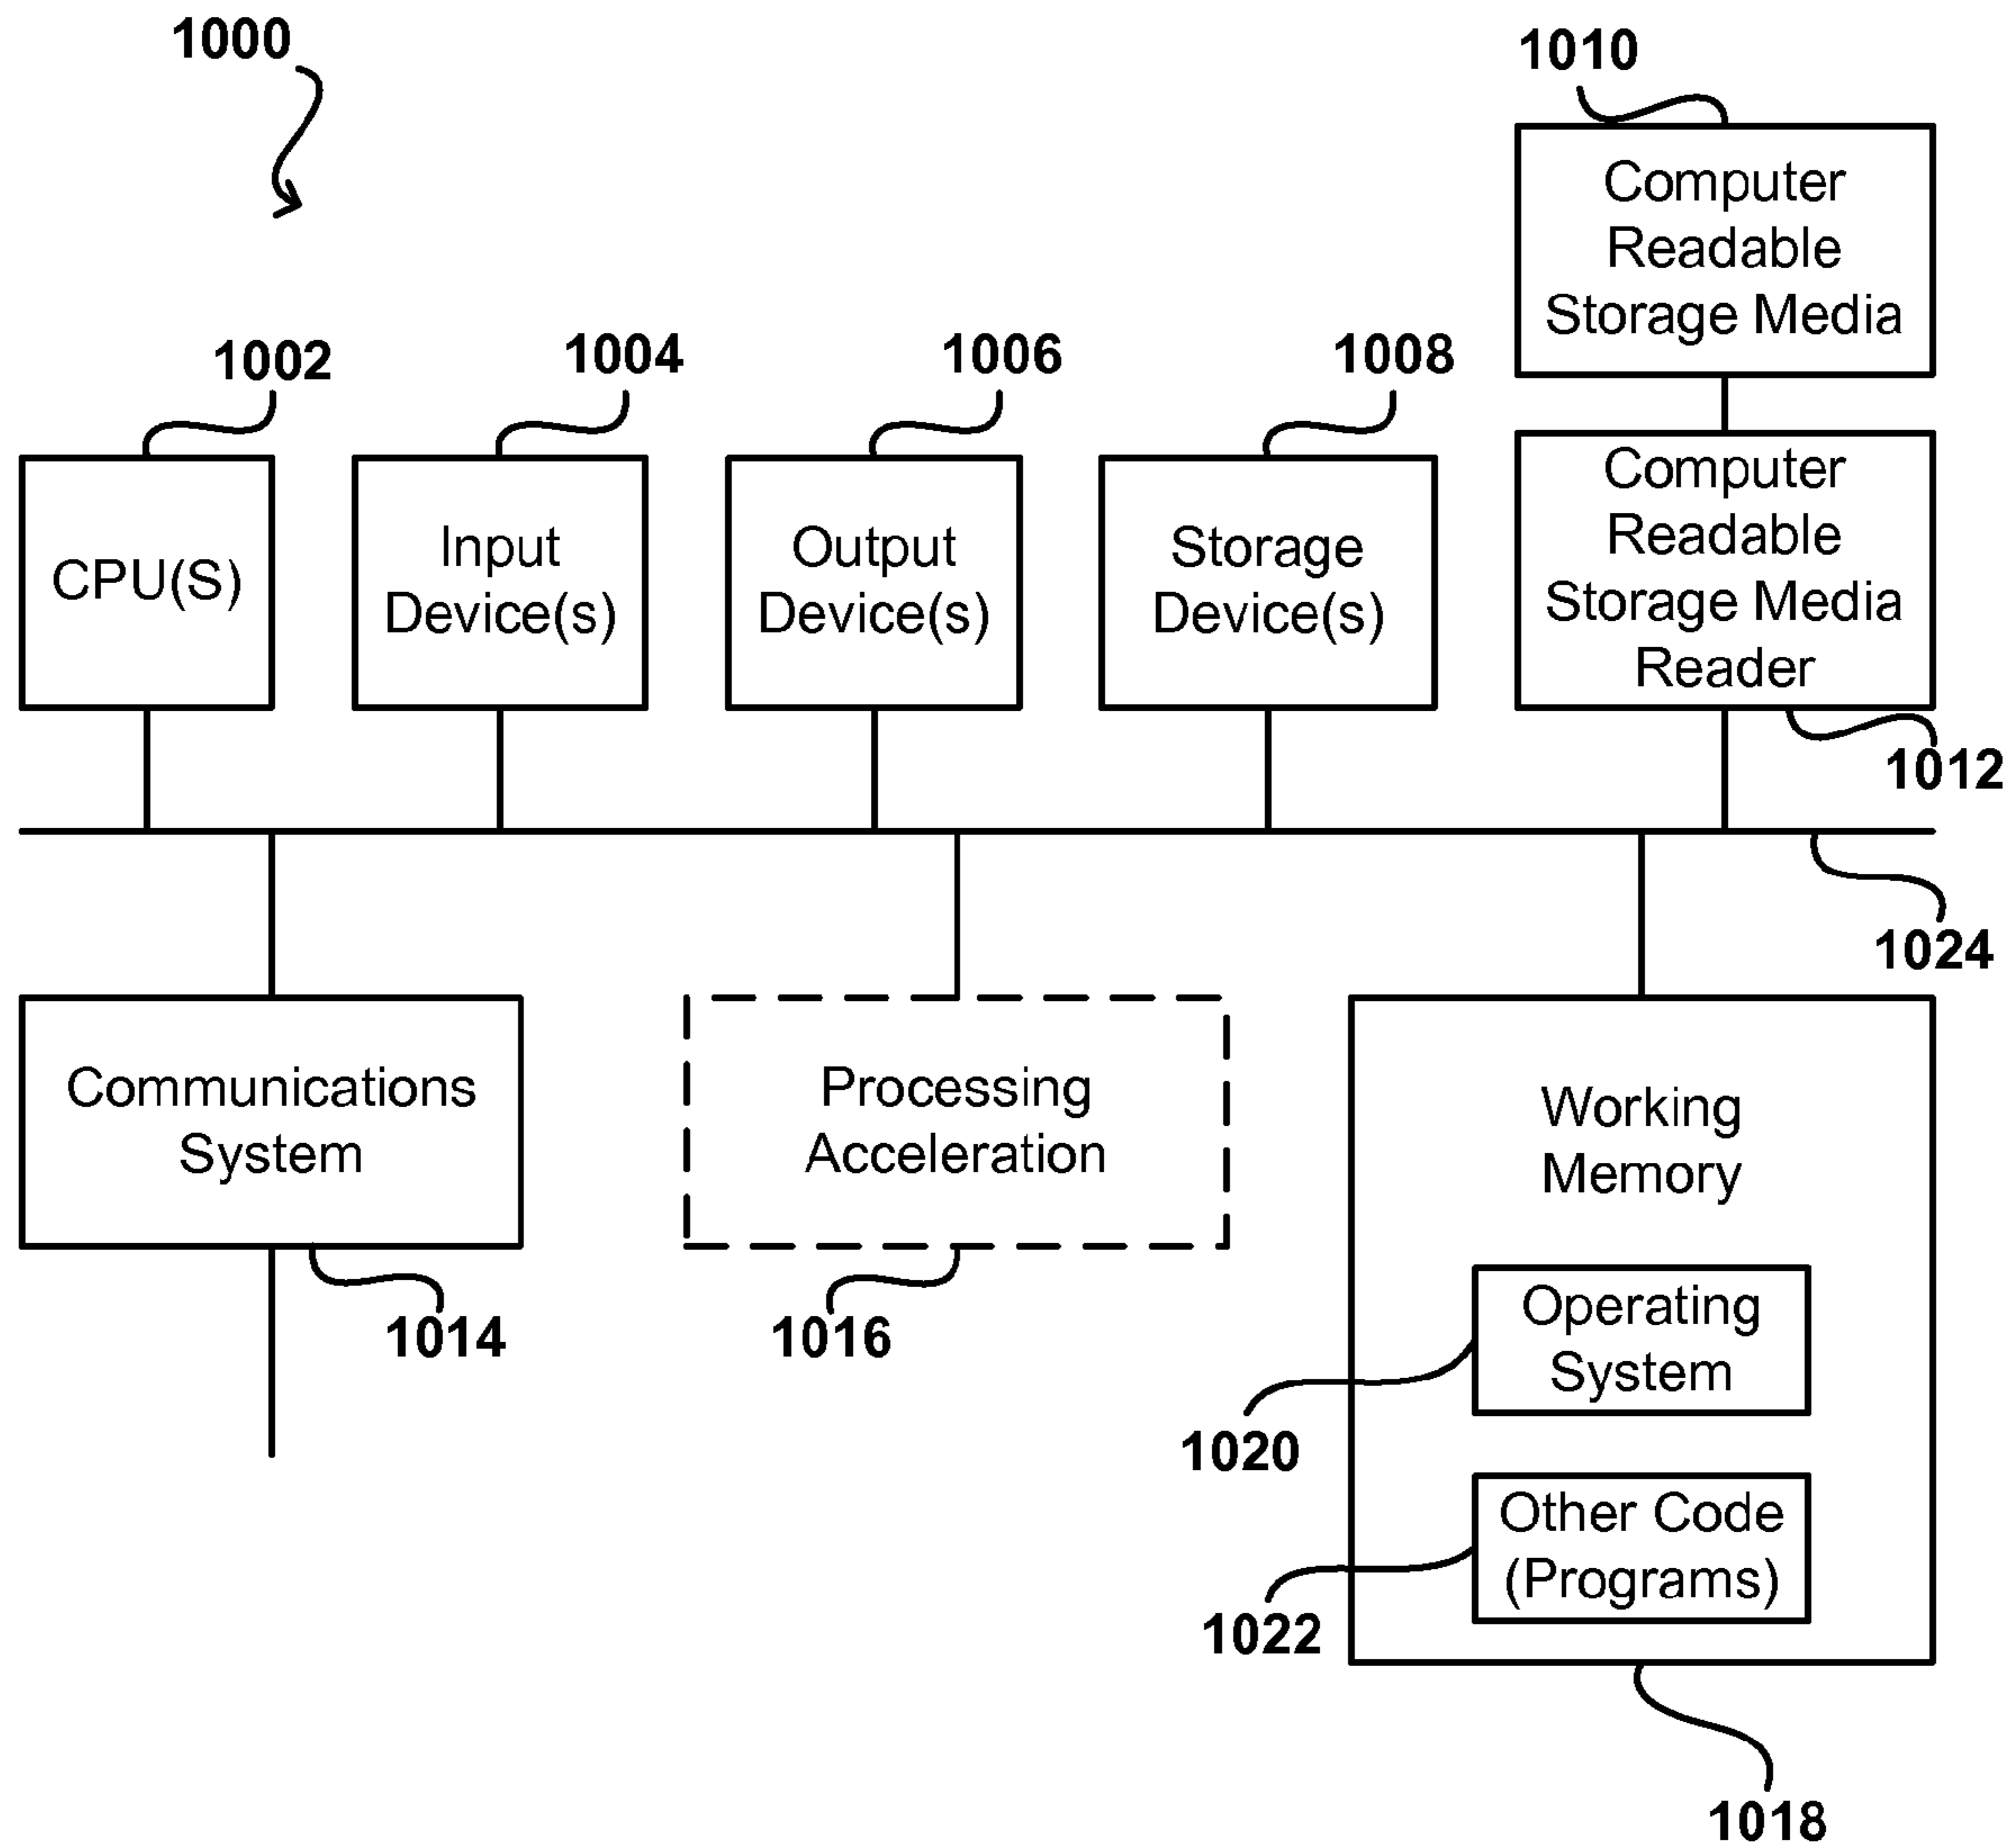 1000
1010
Computer
Readable
Storage Media
1002
1004
1006
1008
CPU(S)
Input
Device(s)
Output
Device(s)
Storage
Device(s)
Computer
Readable
Storage Media
Reader
1012
1024
Communications
System
1014
Processing
Acceleration
1016
Working
Memory
Operating
System
1020
Other Code
(Programs)
1022
1018